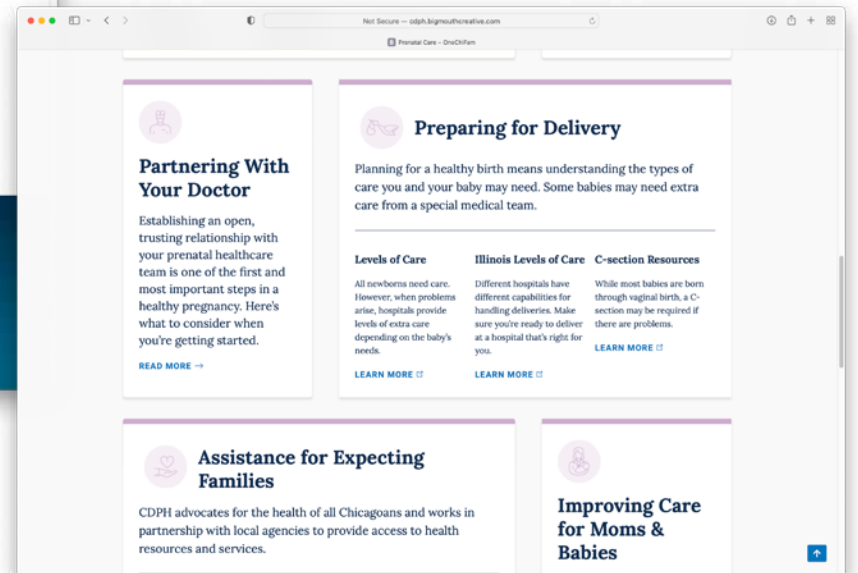 Not Secure — cdph.bigmouthcreative.com
Prenatal Care – OneChiFam
Partnering With
Your Doctor
Establishing an open,
trusting relationship with
your prenatal healthcare
team is one of the first and
most important steps in a
healthy pregnancy. Here's
what to consider when
you're getting started.
READ MORE →
Preparing for Delivery
Planning for a healthy birth means understanding the types of
care you and your baby may need. Some babies may need extra
care from a special medical team.
Levels of Care
All newborns need care.
However, when problems
arise, hospitals provide
levels of extra care
depending on the baby's
needs.
LEARN MORE
Illinois Levels of Care
Different hospitals have
different capabilities for
handling deliveries. Make
sure you're ready to deliver
at a hospital that's right for
you.
LEARN MORE
C-section Resources
While most babies are born
through vaginal birth, a C-
section may be required if
there are problems.
LEARN MORE
Assistance for Expecting
Families
CDPH advocates for the health of all Chicagoans and works in
partnership with local agencies to provide access to health
resources and services.
Improving Care
for Moms &
Babies